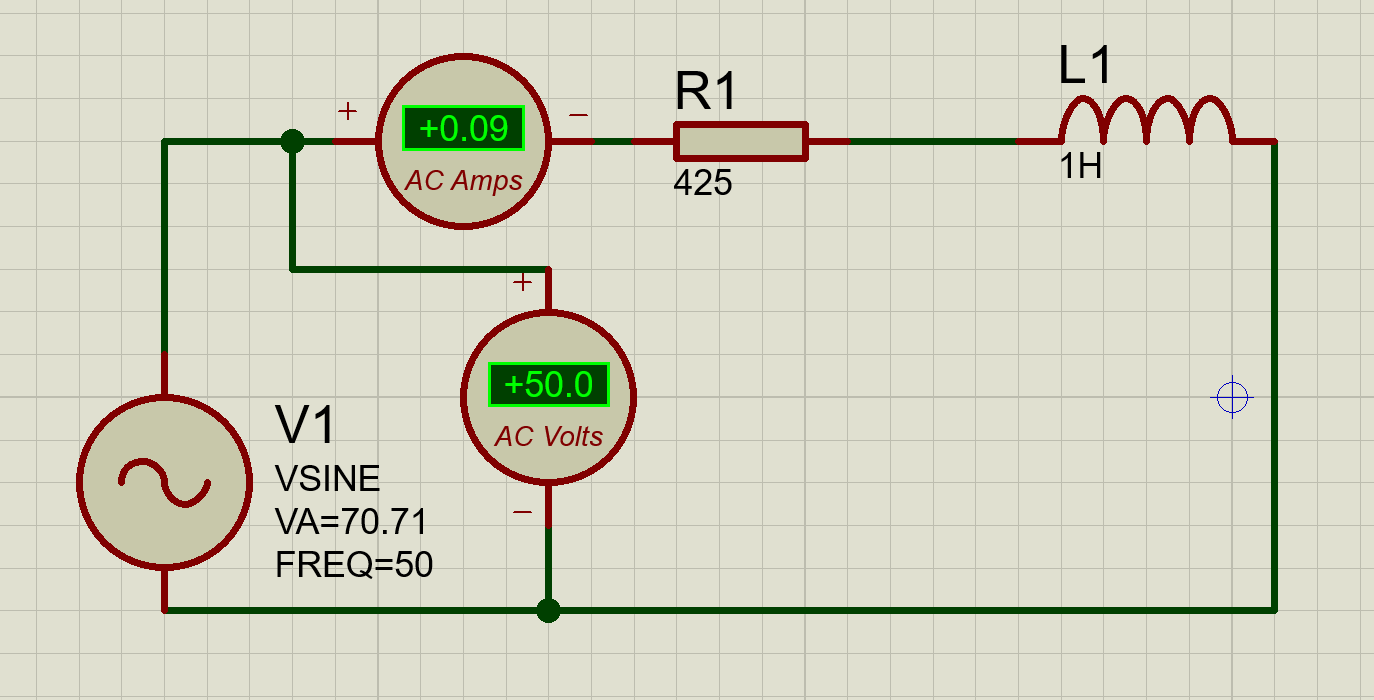 L1
R1
+
−
+0.09
AC Amps
1H
425
+
+50.0
AC Volts
V1
VSINE
VA=70.71
FREQ=50
−